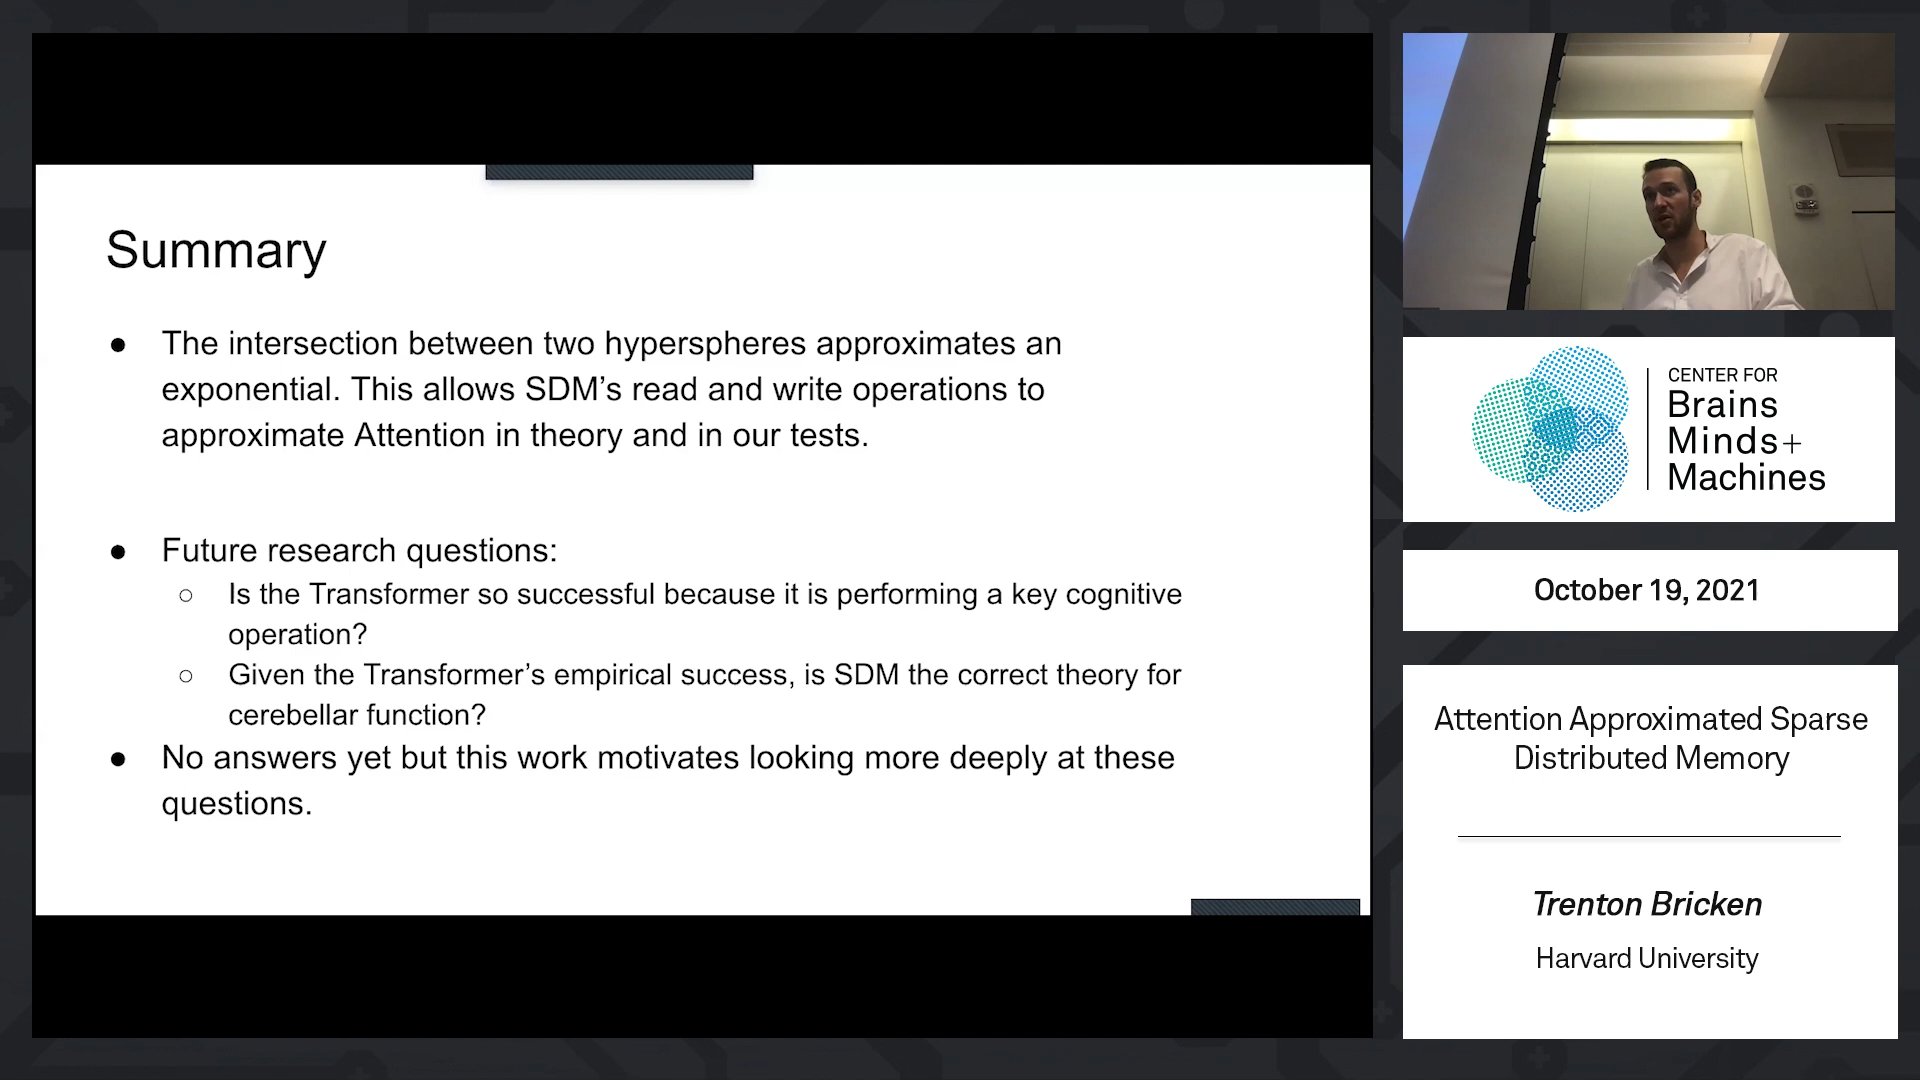 Summary
● The intersection between two hyperspheres approximates an
exponential. This allows SDM’s read and write operations to
approximate Attention in theory and in our tests.
● Future research questions:
○ Is the Transformer so successful because it is performing a key cognitive
operation?
○ Given the Transformer’s empirical success, is SDM the correct theory for
cerebellar function?
● No answers yet but this work motivates looking more deeply at these
questions.
CENTER FOR
Brains
Minds+
Machines
October 19, 2021
Attention Approximated Sparse
Distributed Memory
Trenton Bricken
Harvard University